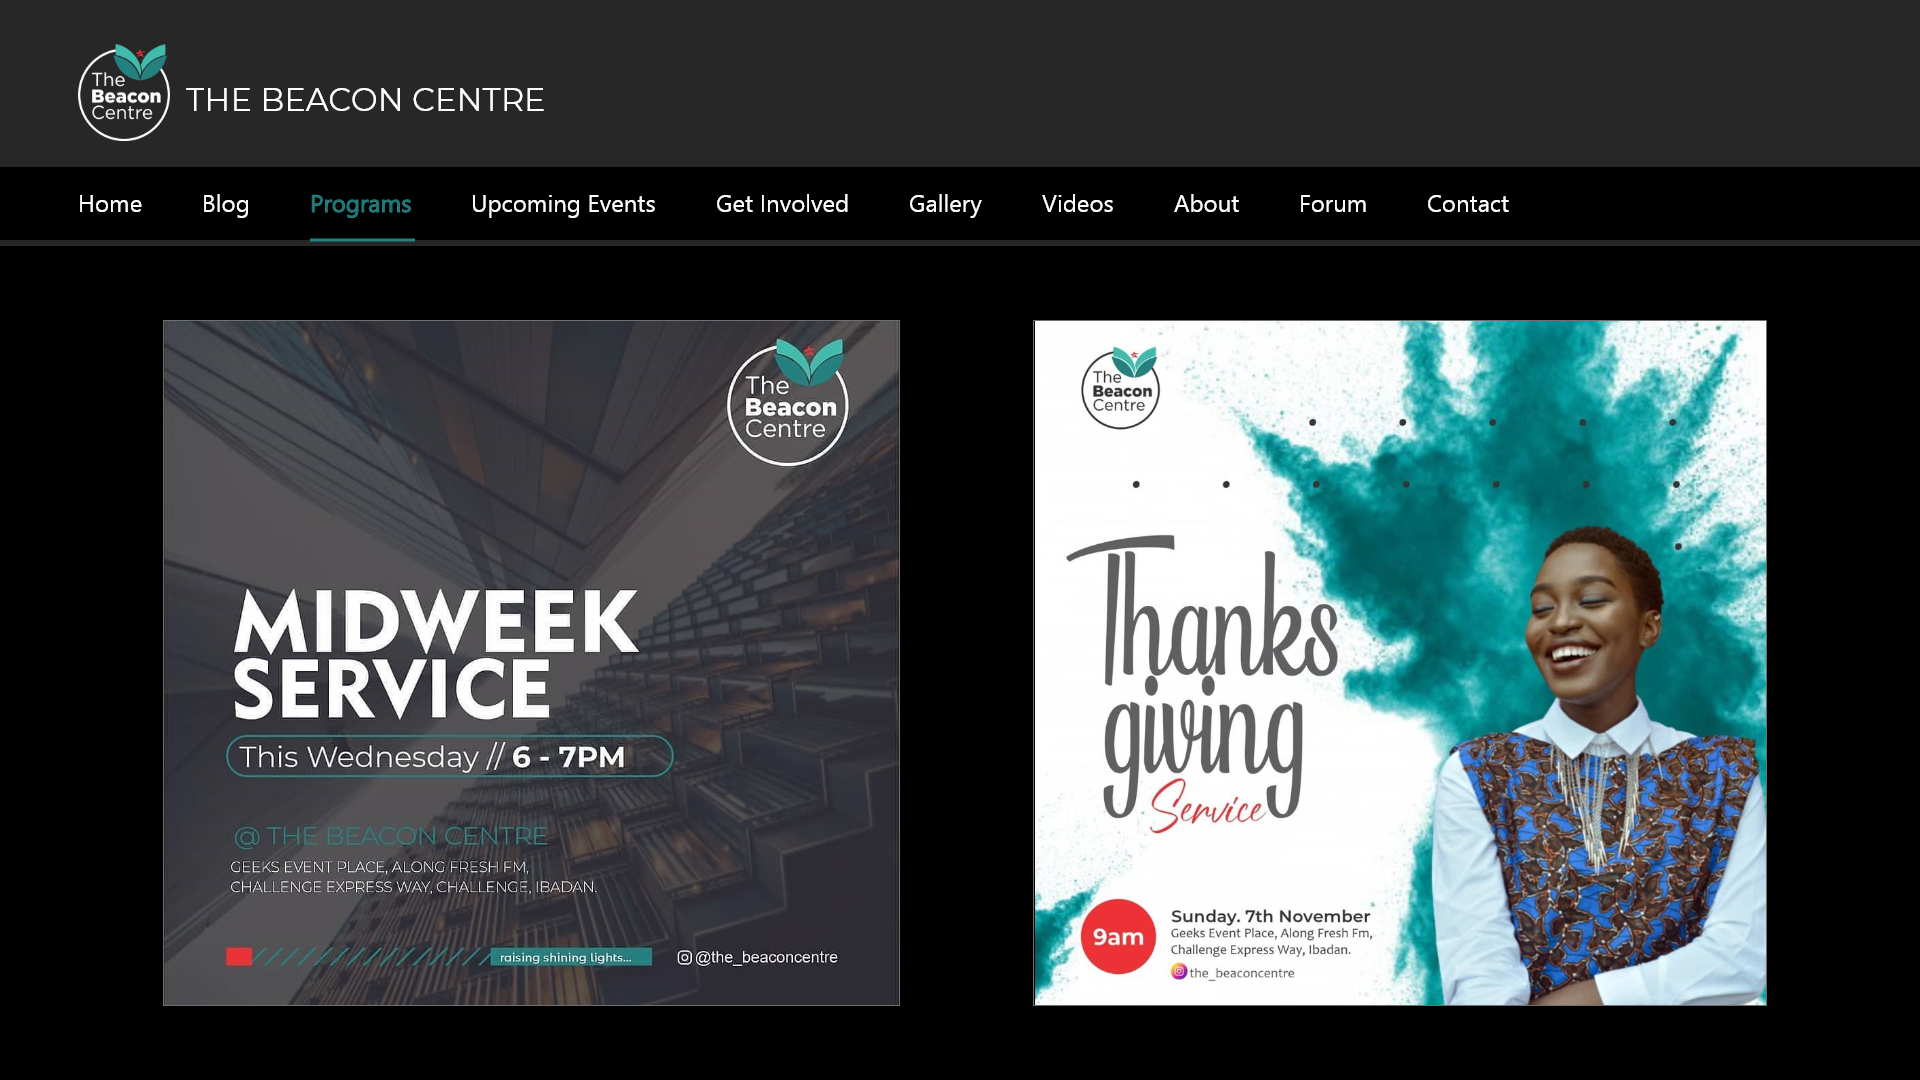 The
Beacon
Centre
THE BEACON CENTRE
Home Blog Programs Upcoming Events Get Involved Gallery Videos About Forum Contact
The
Beacon
Centre
MIDWEEK
SERVICE
This Wednesday // 6 - 7PM
@ THE BEACON CENTRE
GEEKS EVENT PLACE, ALONG FRESH FM,
CHALLENGE EXPRESS WAY, CHALLENGE, IBADAN.
raising shining lights...
@the_beaconcentre
The
Beacon
Centre
Thanks
giving
Service
9am
Sunday. 7th November
Geeks Event Place, Along Fresh Fm,
Challenge Express Way, Ibadan.
the_beaconcentre